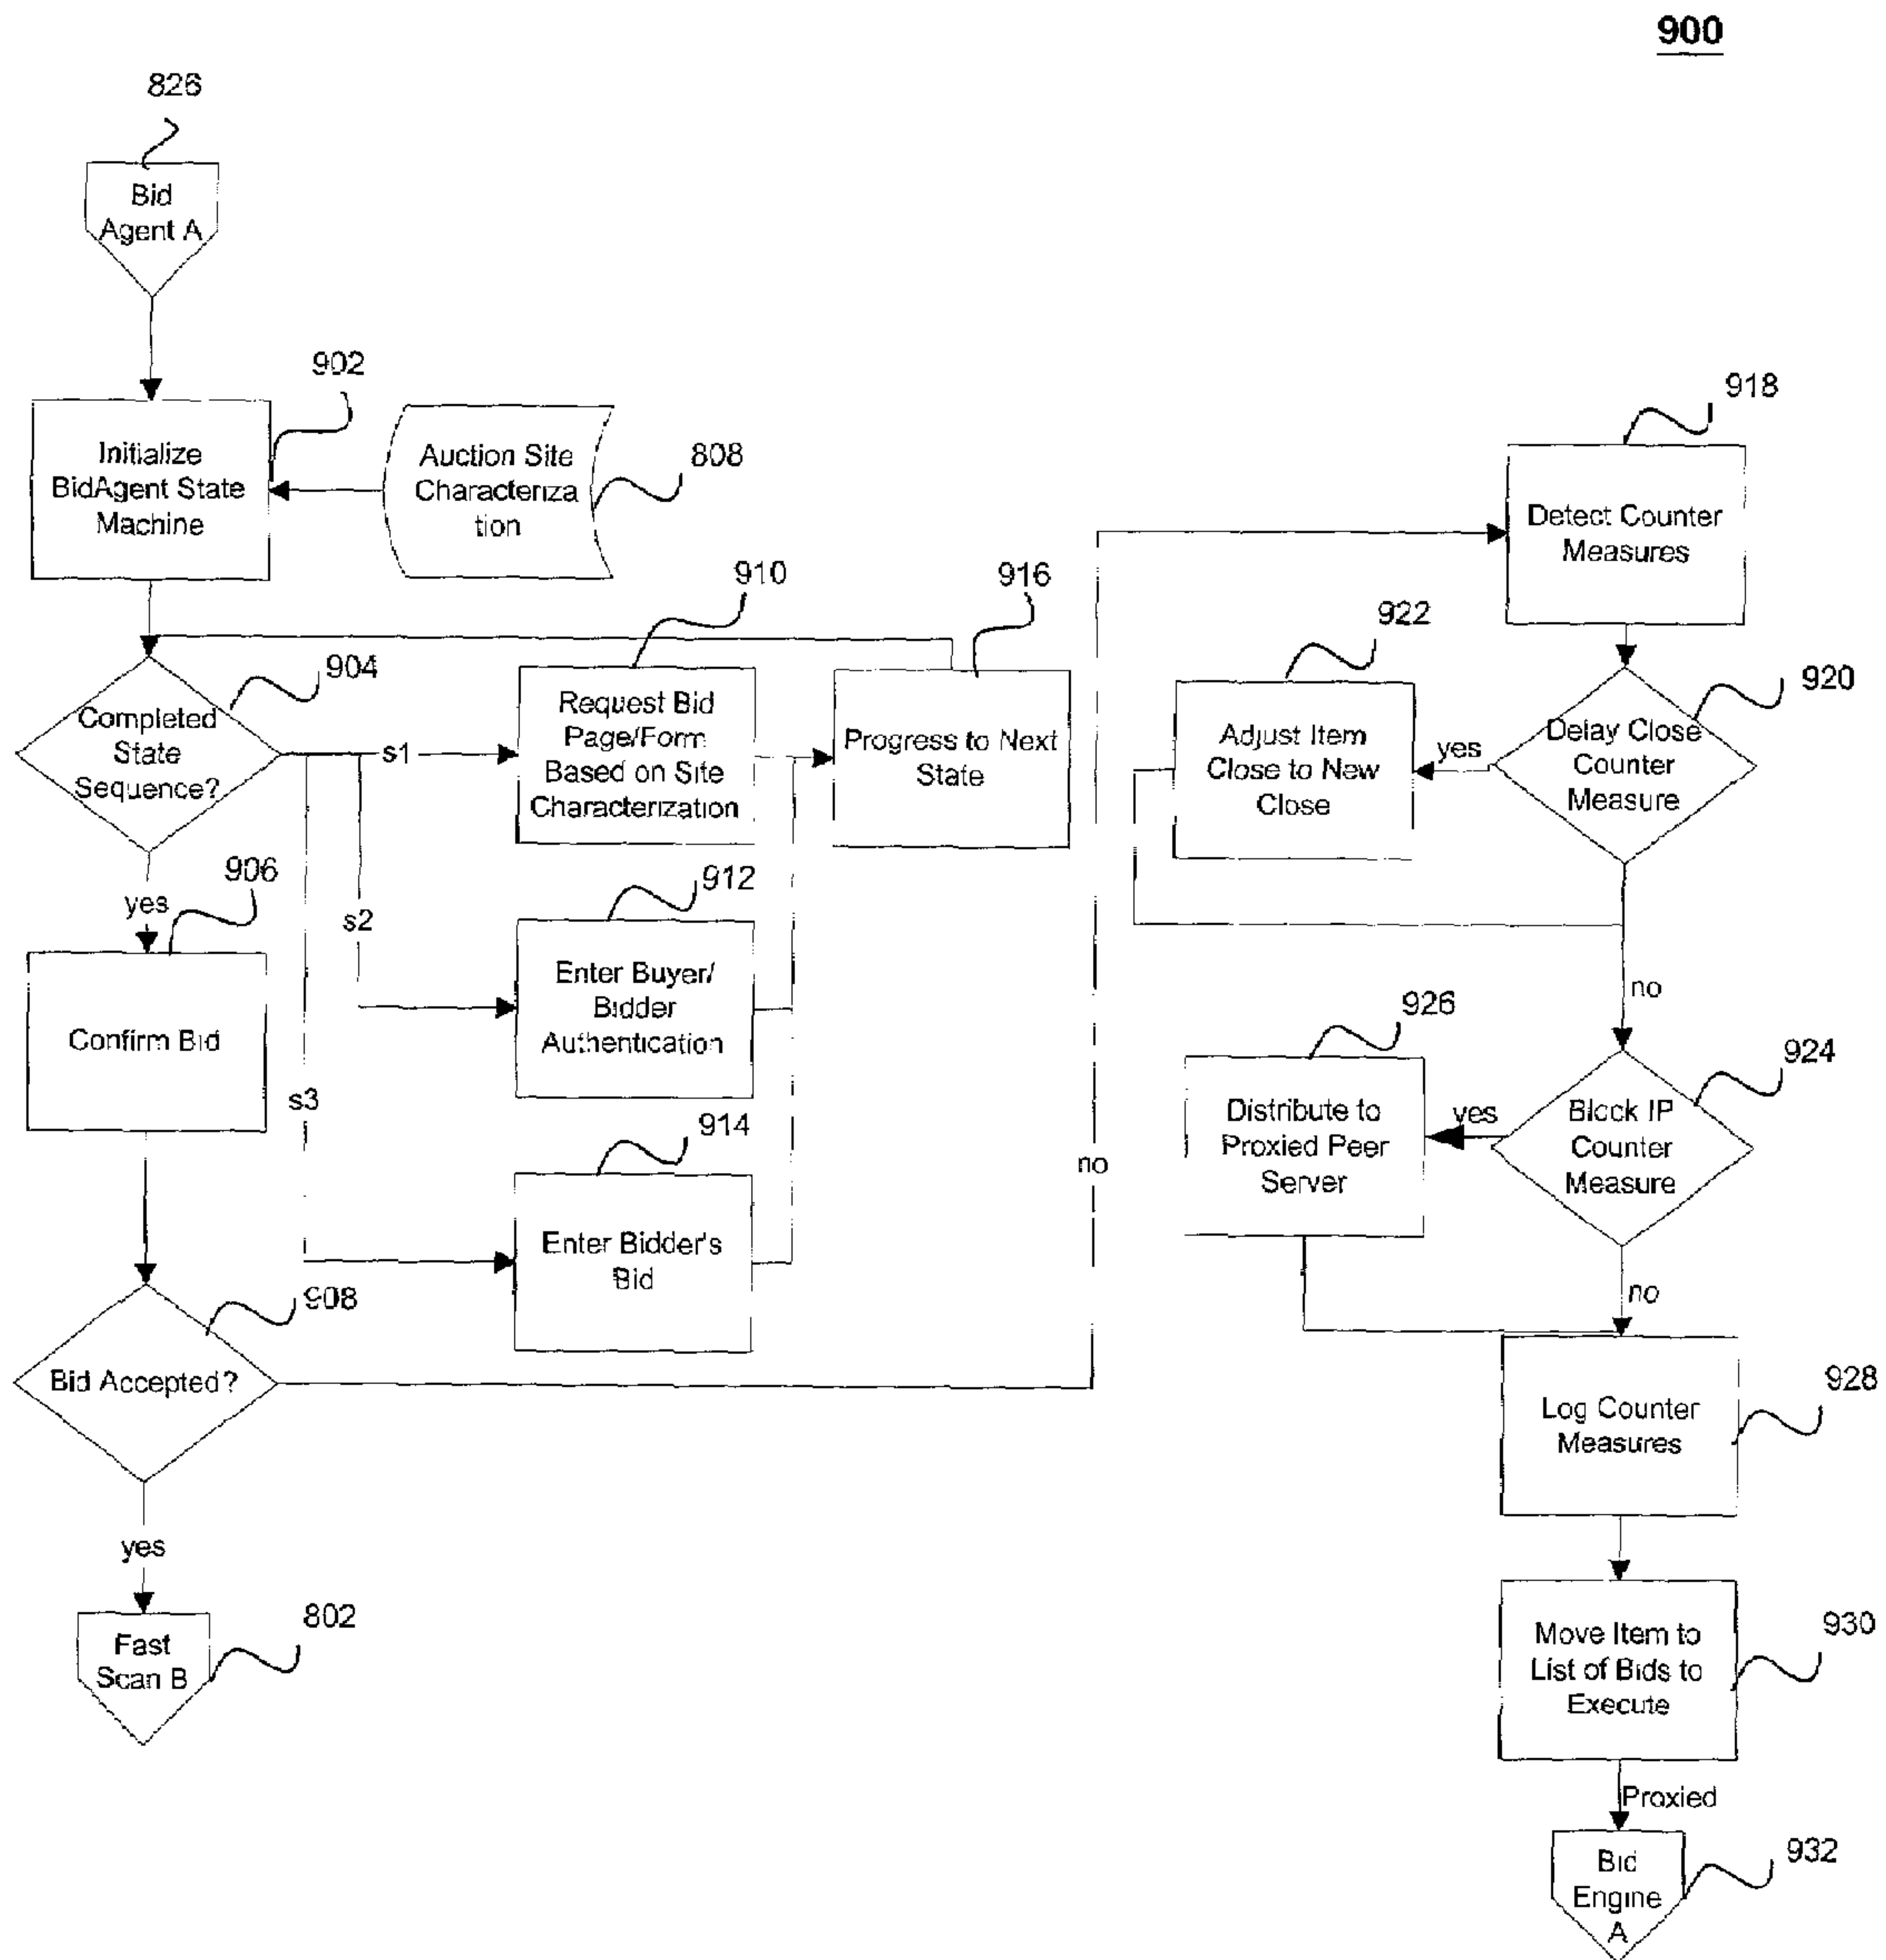 900
826
Bid
Agent A
902
Initialize
BidAgent State
Machine
Auction Site
Characteriza
tion
808
904
Completed
State
Sequence?
s1
910
Request Bid
Page/Form
Based on Site
Characterization
916
Progress to Next
State
yes
906
Confirm Bid
s2
912
Enter Buyer/
Bidder
Authentication
s3
914
Enter Bidder's
Bid
908
Bid Accepted?
no
yes
802
Fast
Scan B
918
Detect Counter
Measures
920
Delay Close
Counter
Measure
yes
922
Adjust Item
Close to New
Close
no
924
Block IP
Counter
Measure
yes
926
Distribute to
Proxied Peer
Server
no
928
Log Counter
Measures
930
Move Item to
List of Bids to
Execute
Proxied
932
Bid
Engine
A